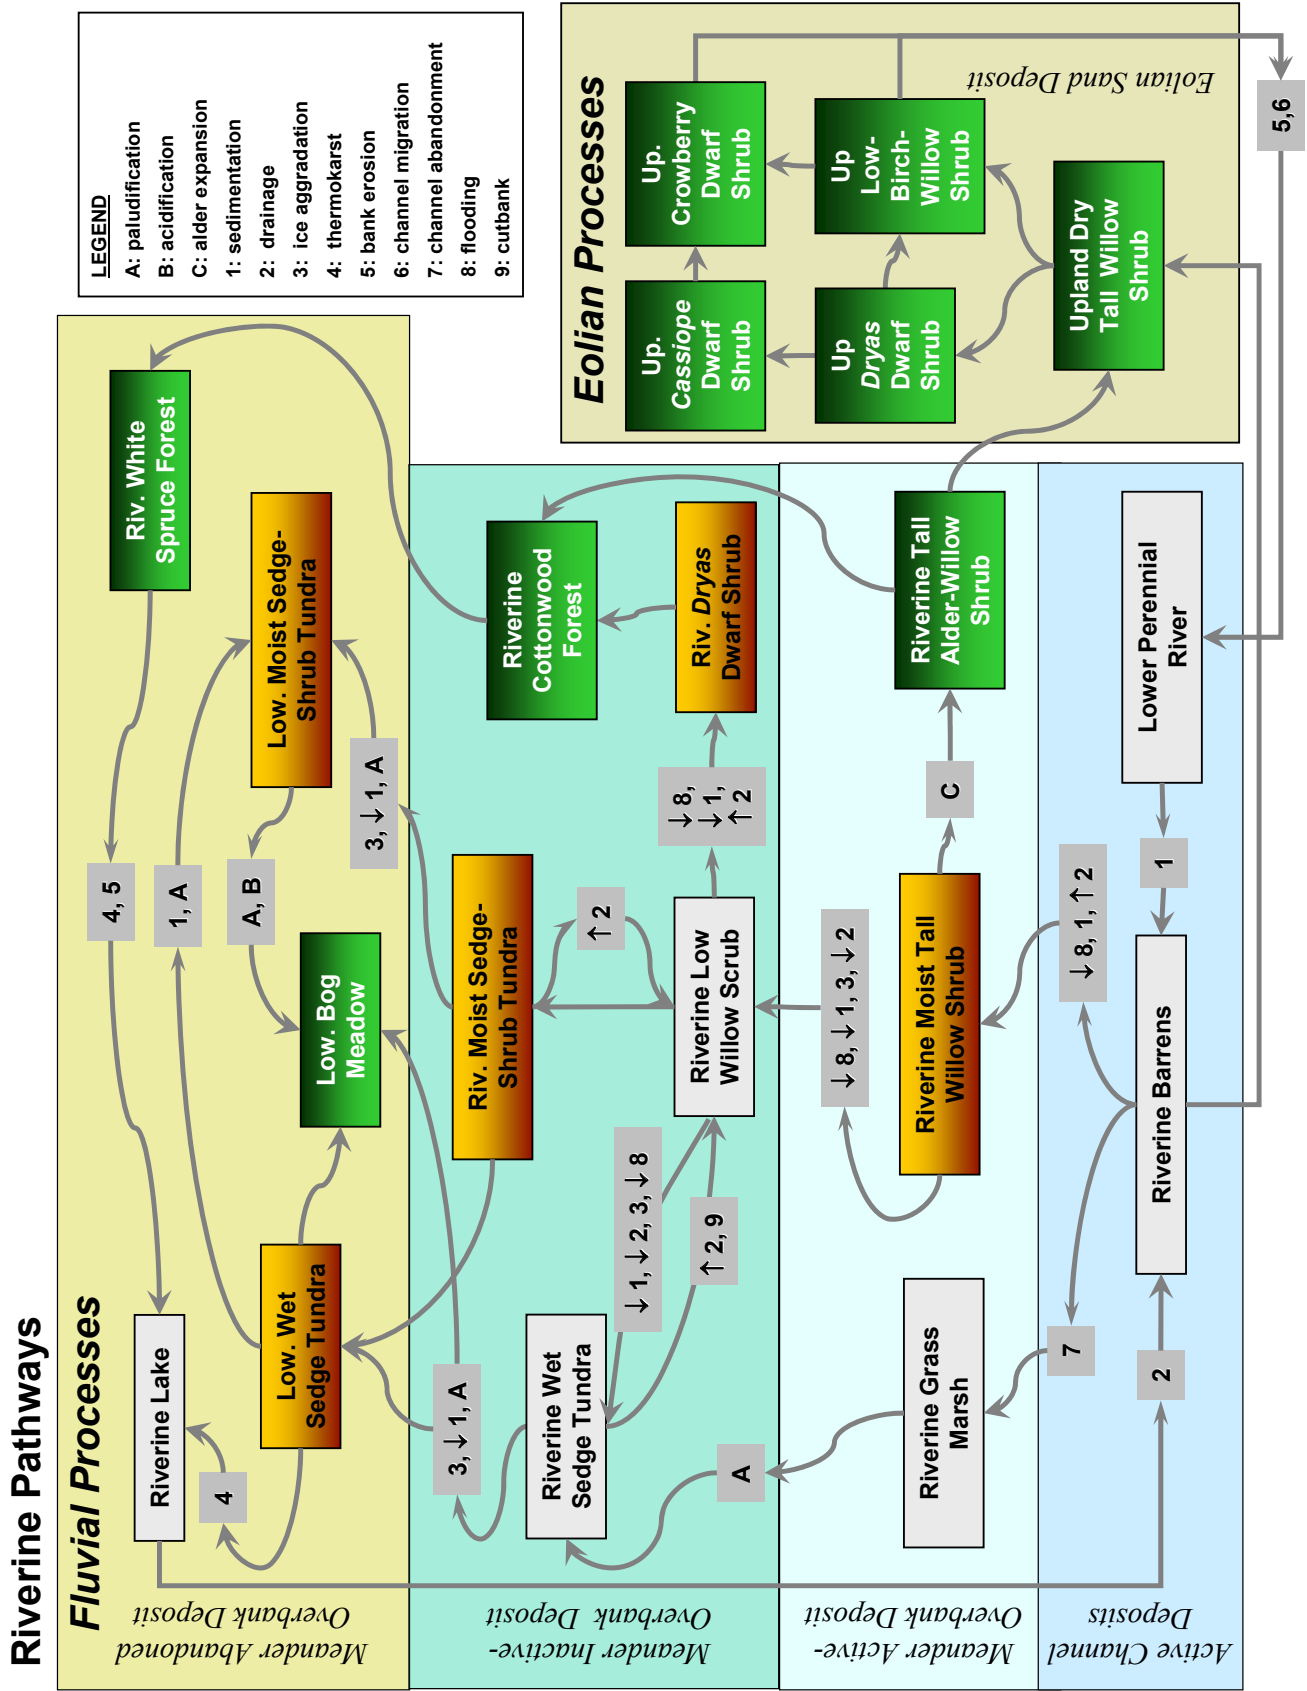 Riverine Pathways
Fluvial Processes
Meander Abandoned
Overbank Deposit
Riverine Lake
4
Low. Wet
Sedge Tundra
4, 5
1, A
A, B
Low. Bog
Meadow
Riv. White
Spruce Forest
Low. Moist Sedge-
Shrub Tundra
3, ↓ 1, A
Meander Inactive-
Overbank Deposit
3, ↓ 1, A
Riverine Wet
Sedge Tundra
A
Riv. Moist Sedge-
Shrub Tundra
↑ 2
↓ 1, ↓ 2, 3, ↓ 8
↑ 2, 9
Riverine Low
Willow Scrub
↓ 8,
↓ 1,
↑ 2
Riverine
Cottonwood
Forest
Riv. Dryas
Dwarf Shrub
Meander Active-
Overbank Deposit
Riverine Grass
Marsh
↓ 8, ↓ 1, 3, ↓ 2
Riverine Moist Tall
Willow Shrub
C
Riverine Tall
Alder-Willow
Shrub
Active Channel
Deposits
7
2
↓ 8, 1, ↑ 2
Riverine Barrens
1
Lower Perennial
River
LEGEND
A: paludification
B: acidification
C: alder expansion
1: sedimentation
2: drainage
3: ice aggradation
4: thermokarst
5: bank erosion
6: channel migration
7: channel abandonment
8: flooding
9: cutbank
Eolian Processes
Up.
Cassiope
Dwarf
Shrub
Up.
Crowberry
Dwarf
Shrub
Up
Dryas
Dwarf
Shrub
Up
Low-
Birch-
Willow
Shrub
Upland Dry
Tall Willow
Shrub
Eolian Sand Deposit
5,6